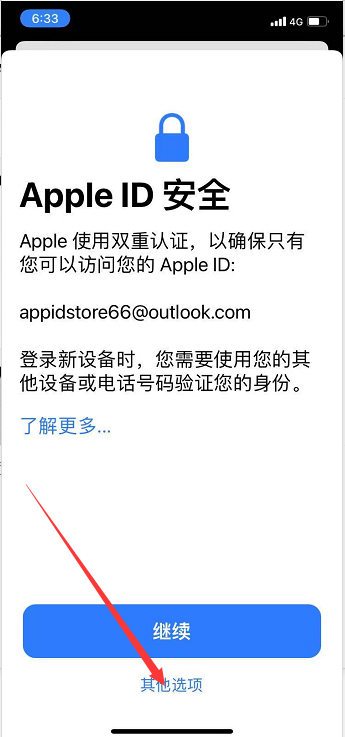 6:33
4G
Apple ID 安全
Apple 使用双重认证，以确保只有
您可以访问您的 Apple ID:
appidstore66@outlook.com
登录新设备时，您需要使用您的其
他设备或电话号码验证您的身份。
了解更多...
继续
其他选项